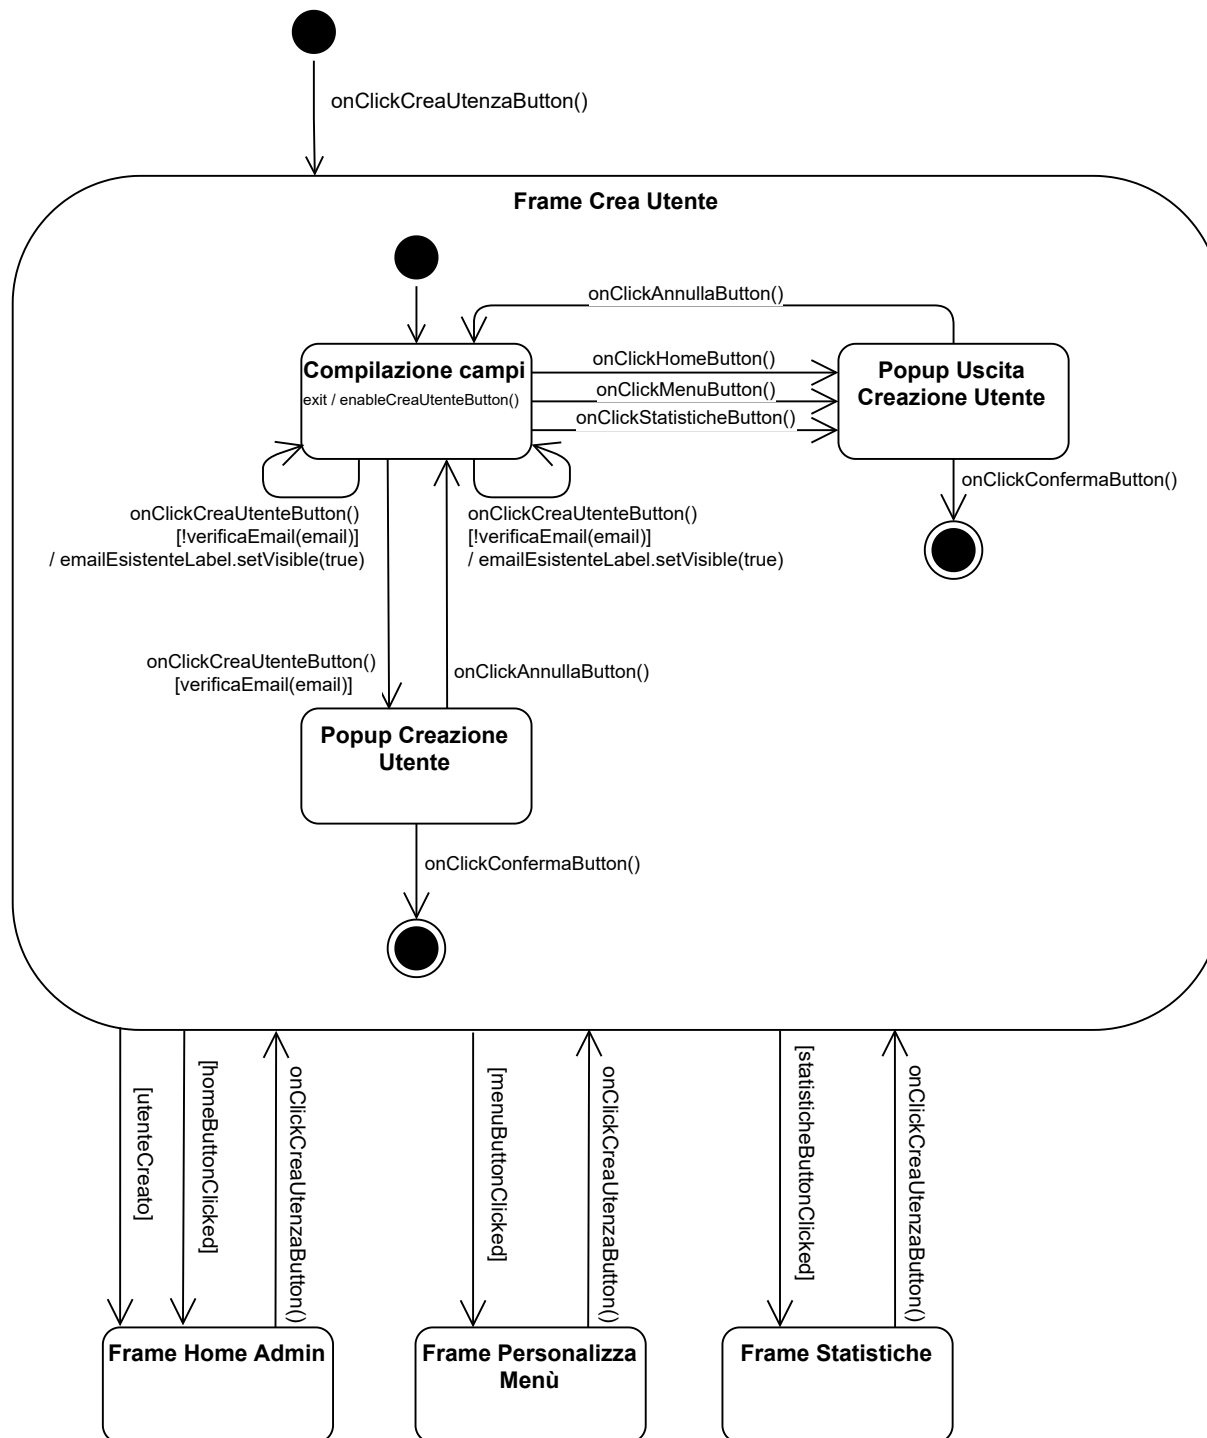 onClickCreaUtenzaButton()
Frame Crea Utente
onClickAnnullaButton()
Compilazione campi
exit / enableCreaUtenteButton()
onClickHomeButton()
onClickMenuButton()
onClickStatisticheButton()
Popup Uscita
Creazione Utente
onClickConfermaButton()
onClickCreaUtenteButton()
[!verificaEmail(email)]
/ emailEsistenteLabel.setVisible(true)
onClickCreaUtenteButton()
[!verificaEmail(email)]
/ emailEsistenteLabel.setVisible(true)
onClickCreaUtenteButton()
[verificaEmail(email)]
onClickAnnullaButton()
Popup Creazione
Utente
onClickConfermaButton()
[utenteCreato]
[homeButtonClicked]
onClickCreaUtenzaButton()
[menuButtonClicked]
onClickCreaUtenzaButton()
[statisticheButtonClicked]
onClickCreaUtenzaButton()
Frame Home Admin
Frame Personalizza
Menù
Frame Statistiche